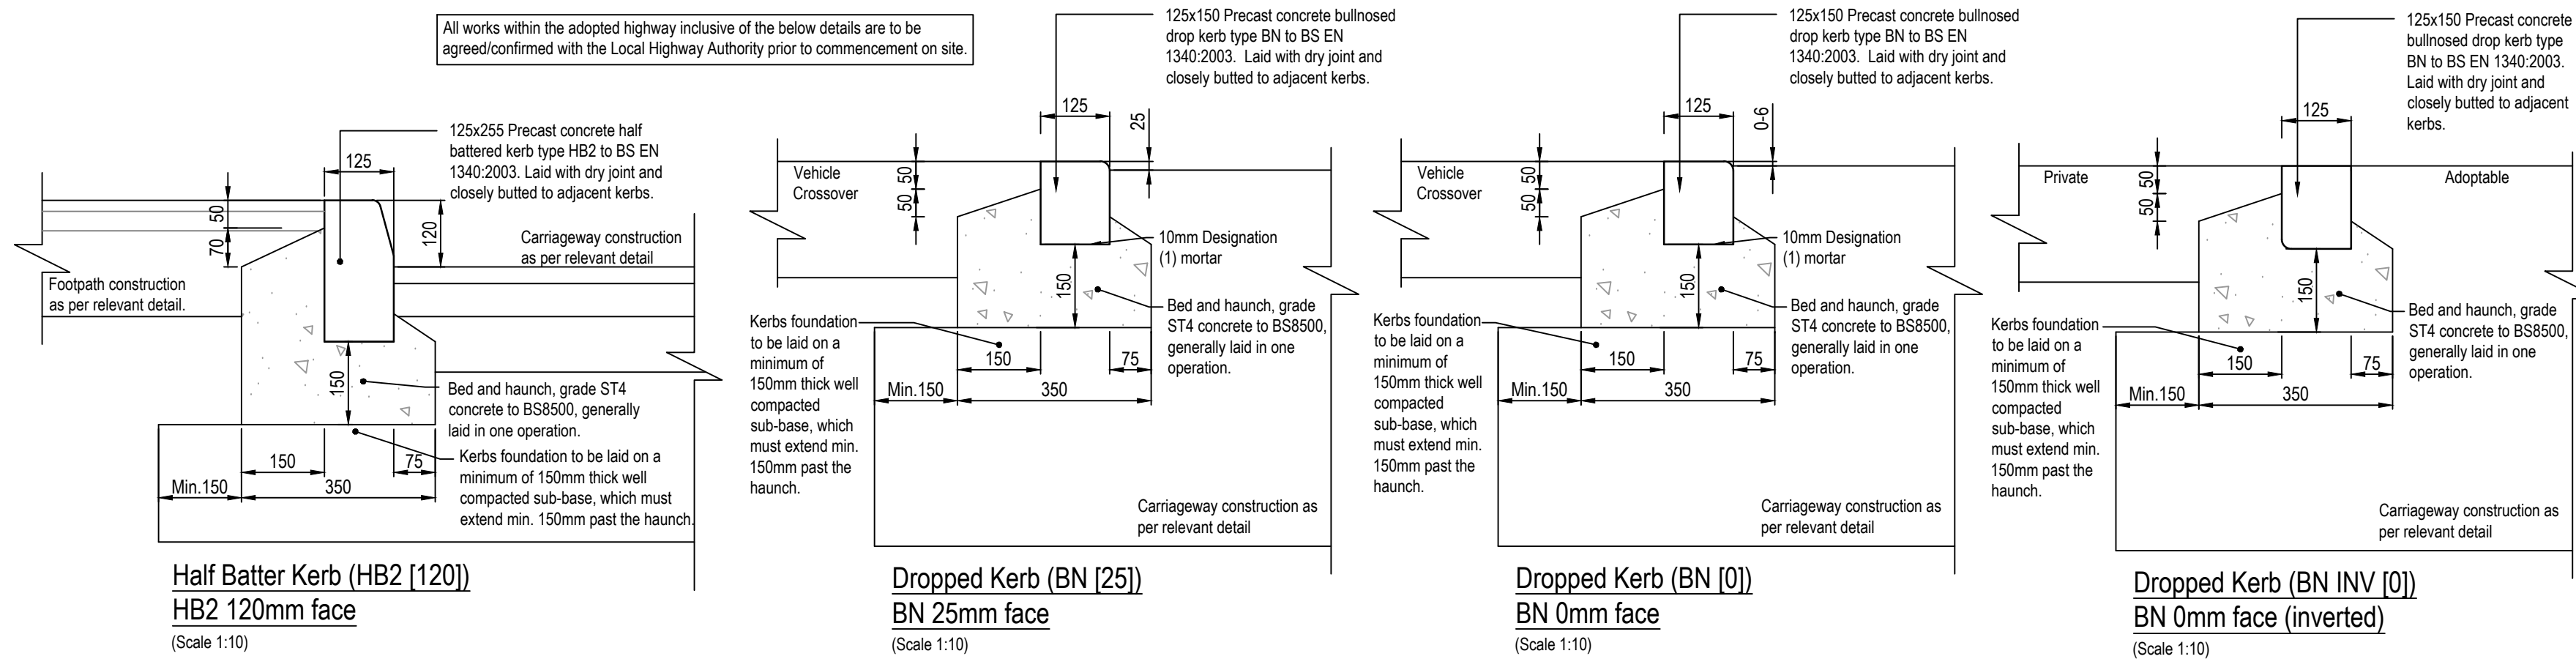 All works within the adopted highway inclusive of the below details are to be
agreed/confirmed with the Local Highway Authority prior to commencement on site.
125x255 Precast concrete half
battered kerb type HB2 to BS EN
1340:2003. Laid with dry joint and
closely butted to adjacent kerbs.
125
50
70
120
Carriageway construction
as per relevant detail
Footpath construction
as per relevant detail.
150
Bed and haunch, grade ST4
concrete to BS8500, generally
laid in one operation.
Kerbs foundation to be laid on a
minimum of 150mm thick well
compacted sub-base, which must
extend min. 150mm past the haunch.
150
75
Min.150
350
Half Batter Kerb (HB2 [120])
HB2 120mm face
(Scale 1:10)
125x150 Precast concrete bullnosed
drop kerb type BN to BS EN
1340:2003. Laid with dry joint and
closely butted to adjacent kerbs.
125
25
Vehicle
Crossover
50
50
10mm Designation
(1) mortar
150
Bed and haunch, grade
ST4 concrete to BS8500,
generally laid in one
operation.
Kerbs foundation
to be laid on a
minimum of
150mm thick well
compacted
sub-base, which
must extend min.
150mm past the
haunch.
150
75
Min.150
350
Carriageway construction as
per relevant detail
Dropped Kerb (BN [25])
BN 25mm face
(Scale 1:10)
125x150 Precast concrete bullnosed
drop kerb type BN to BS EN
1340:2003. Laid with dry joint and
closely butted to adjacent kerbs.
125
0-6
Vehicle
Crossover
50
50
10mm Designation
(1) mortar
150
Bed and haunch, grade
ST4 concrete to BS8500,
generally laid in one
operation.
Kerbs foundation
to be laid on a
minimum of
150mm thick well
compacted
sub-base, which
must extend min.
150mm past the
haunch.
150
75
Min.150
350
Carriageway construction as
per relevant detail
Dropped Kerb (BN [0])
BN 0mm face
(Scale 1:10)
125x150 Precast concrete
bullnosed drop kerb type
BN to BS EN 1340:2003.
Laid with dry joint and
closely butted to adjacent
kerbs.
125
Private
50
50
Adoptable
150
Bed and haunch, grade
ST4 concrete to BS8500,
generally laid in one
operation.
Kerbs foundation
to be laid on a
minimum of
150mm thick well
compacted
sub-base, which
must extend min.
150mm past the
haunch.
150
75
Min.150
350
Carriageway construction as
per relevant detail
Dropped Kerb (BN INV [0])
BN 0mm face (inverted)
(Scale 1:10)